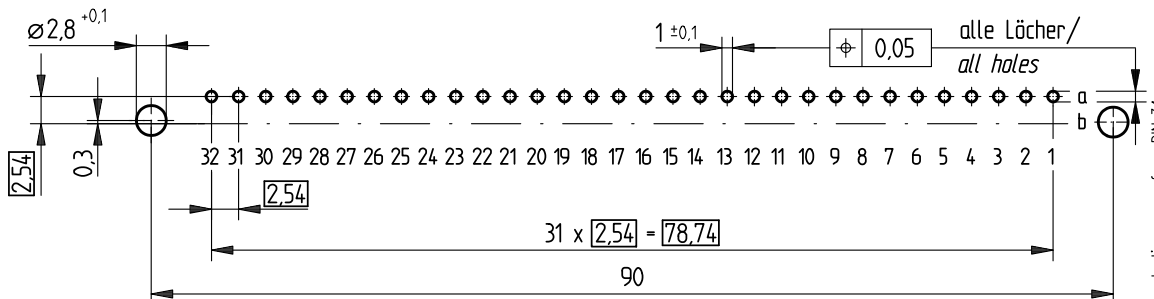 ⌀2,8 +0,1
1 ±0,1
⌖ 0,05
alle Löcher/
all holes
a
b
2,54
0,3
32 31 30 29 28 27 26 25 24 23 22 21 20 19 18 17 16 15 14 13 12 11 10 9 8 7 6 5 4 3 2 1
2,54
31 x 2,54 = 78,74
90